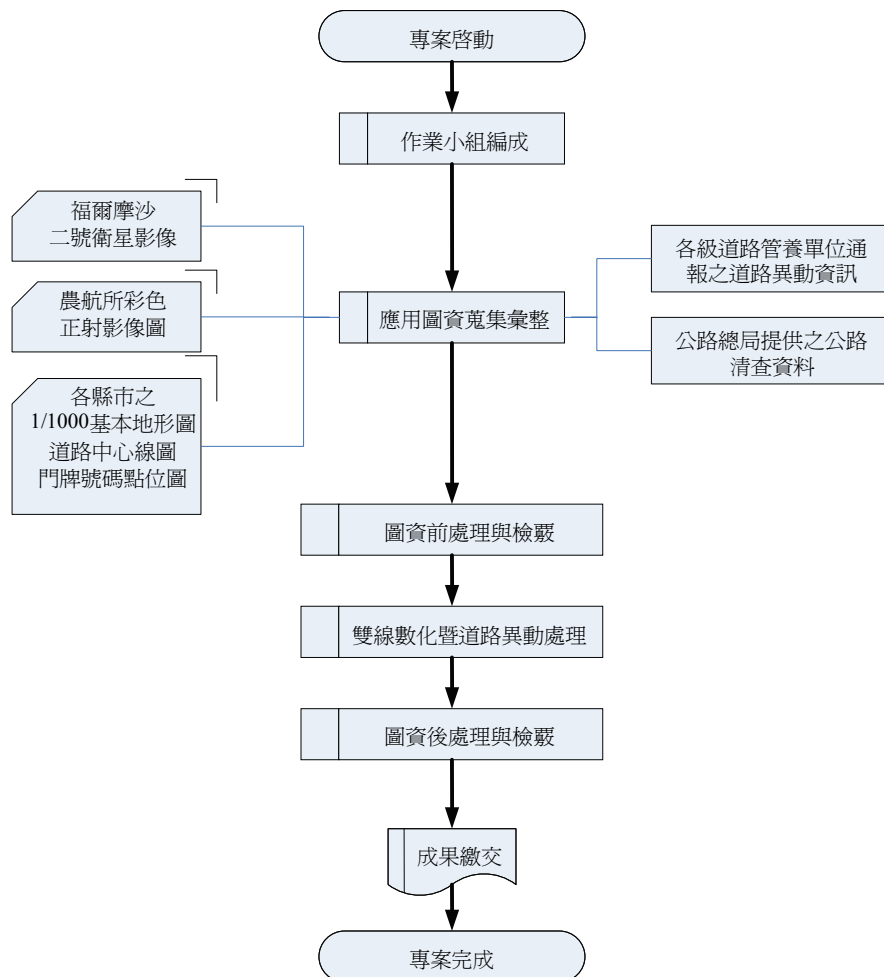 專案啓動
作業小組編成
福爾摩沙
二號衛星影像
農航所彩色
正射影像圖
各縣市之
1/1000基本地形圖
道路中心線圖
門牌號碼點位圖
應用圖資蒐集彙整
各級道路管養單位通
報之道路異動資訊
公路總局提供之公路
清查資料
圖資前處理與檢覈
雙線數化暨道路異動處理
圖資後處理與檢覈
成果繳交
專案完成